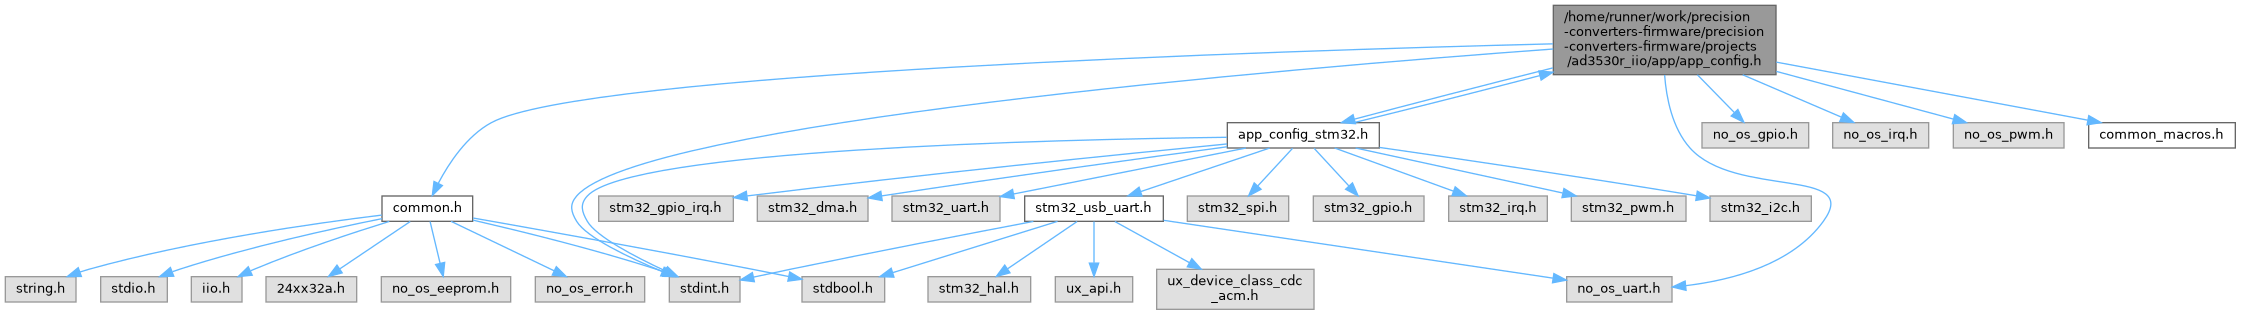 /home/runner/work/precision
-converters-firmware/precision
-converters-firmware/projects
/ad3530r_iio/app/app_config.h
app_config_stm32.h
no_os_gpio.h
no_os_irq.h
no_os_pwm.h
common_macros.h
common.h
stm32_gpio_irq.h
stm32_dma.h
stm32_uart.h
stm32_usb_uart.h
stm32_spi.h
stm32_gpio.h
stm32_irq.h
stm32_pwm.h
stm32_i2c.h
string.h
stdio.h
iio.h
24xx32a.h
no_os_eeprom.h
no_os_error.h
stdint.h
stdbool.h
stm32_hal.h
ux_api.h
ux_device_class_cdc
_acm.h
no_os_uart.h